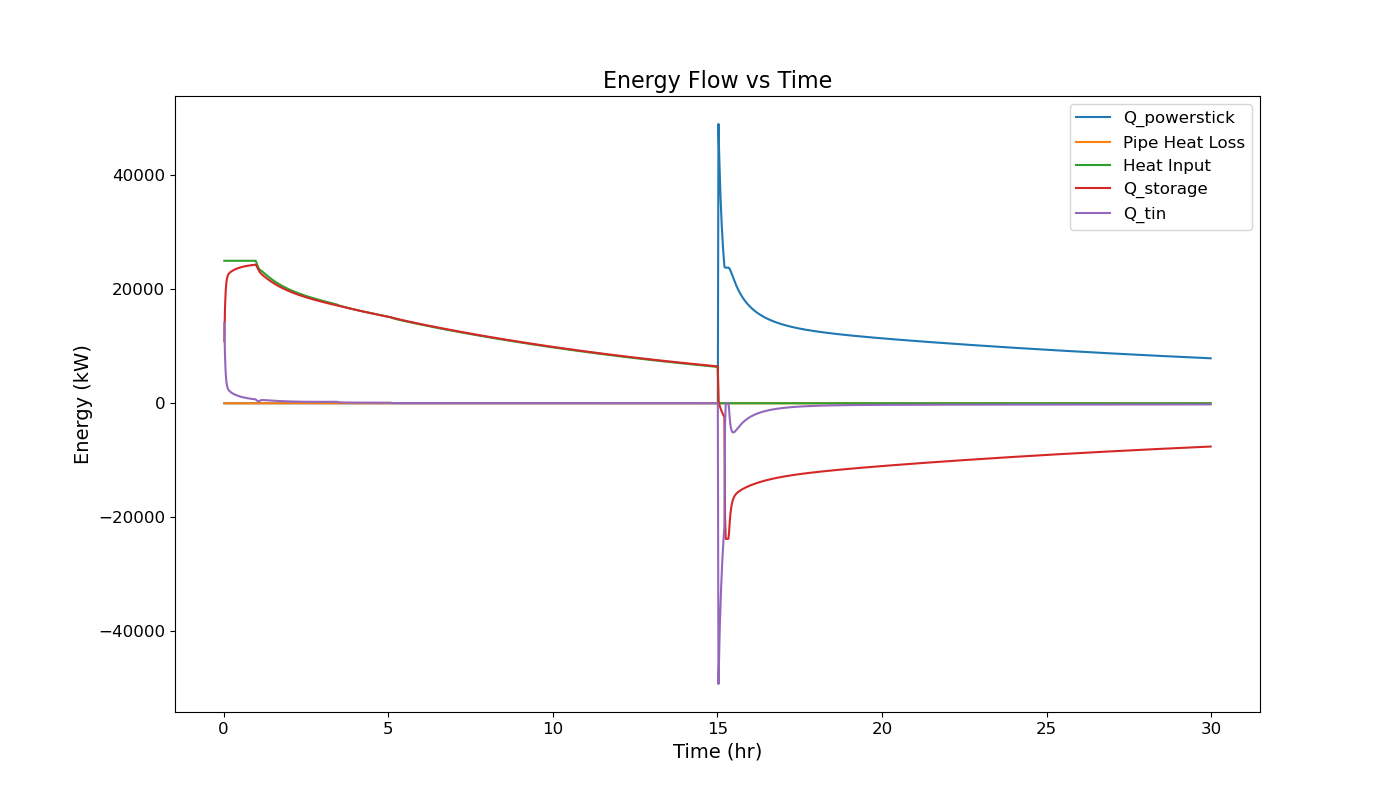 Energy Flow vs Time
Energy (kW)
40000
20000
0
−20000
−40000
Q_powerstick
Pipe Heat Loss
Heat Input
Q_storage
Q_tin
0 5 10 15 20 25 30
Time (hr)